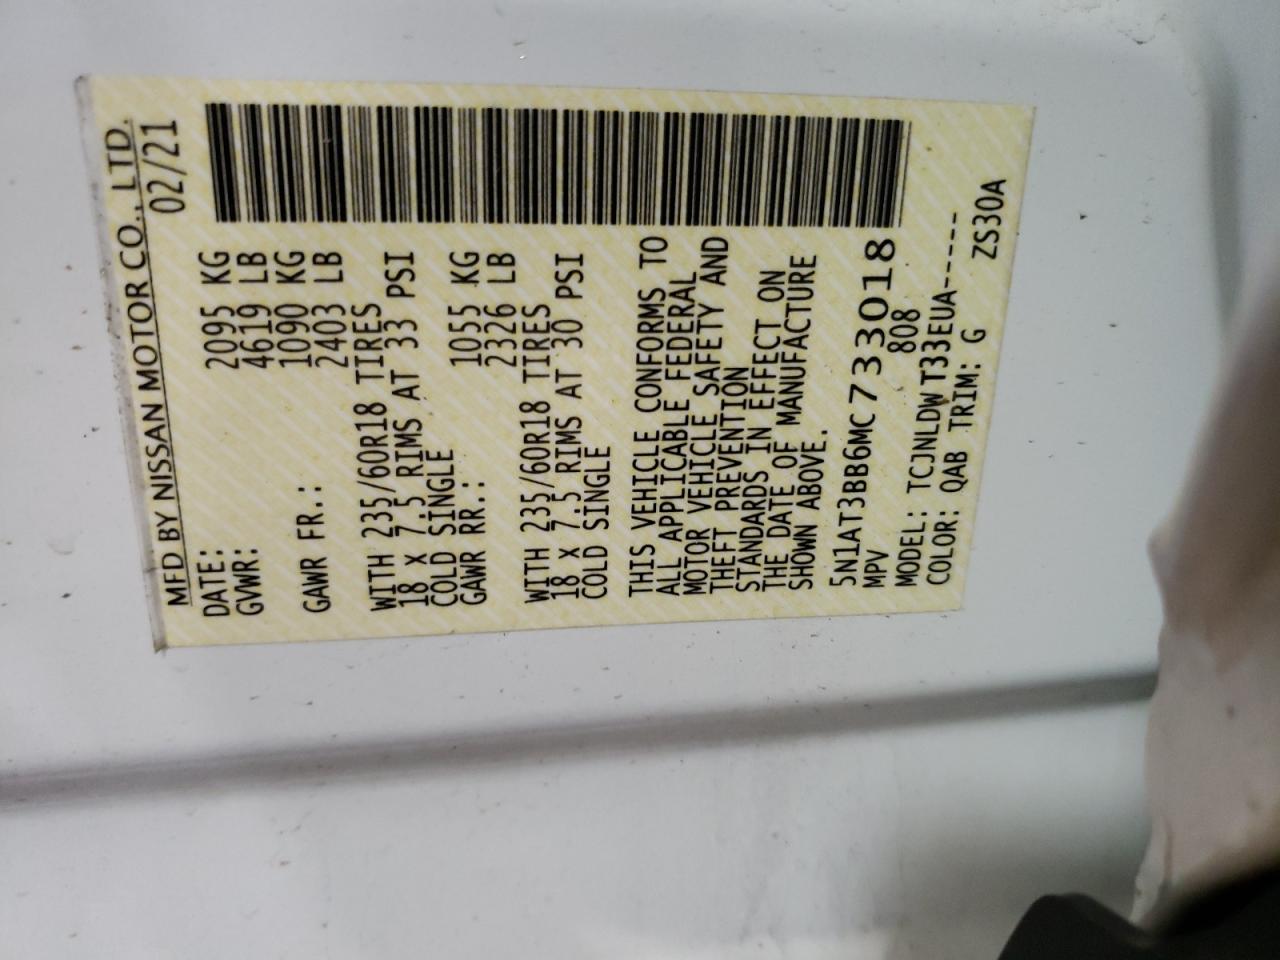 MFD BY NISSAN MOTOR CO., LTD.
DATE: 02/21
GVWR: 2095 KG
4619 LB
GAWR FR.: 1090 KG
2403 LB
WITH 235/60R18 TIRES
18 X 7.5 RIMS AT 33 PSI
COLD SINGLE
GAWR RR.: 1055 KG
2326 LB
WITH 235/60R18 TIRES
18 X 7.5 RIMS AT 30 PSI
COLD SINGLE
THIS VEHICLE CONFORMS TO
ALL APPLICABLE FEDERAL
MOTOR VEHICLE SAFETY AND
THEFT PREVENTION
STANDARDS IN EFFECT ON
THE DATE OF MANUFACTURE
SHOWN ABOVE.
5N1AT3BB6MC733018
MPV 808
MODEL: TCJNLDWT33EUA-----
COLOR: QAB TRIM: G ZS30A